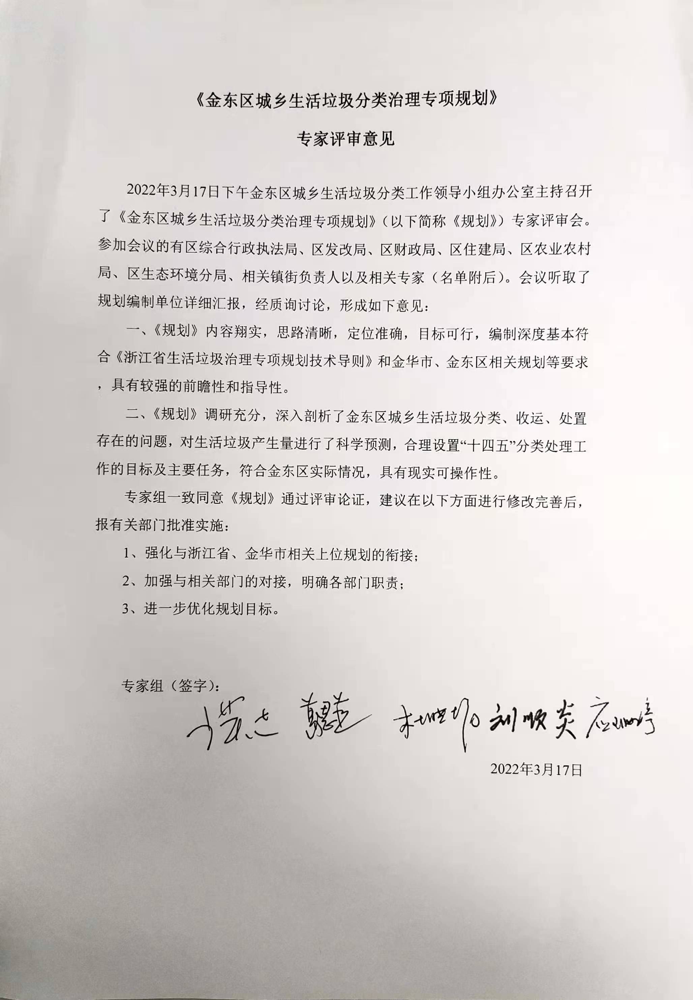 《金东区城乡生活垃圾分类治理专项规划》
专家评审意见
2022年3月17日下午金东区城乡生活垃圾分类工作领导小组办公室主持召开
了《金东区城乡生活垃圾分类治理专项规划》（以下简称《规划》）专家评审会。
参加会议的有区综合行政执法局、区发改局、区财政局、区住建局、区农业农村
局、区生态环境分局、相关镇街负责人以及相关专家（名单附后）。会议听取了
规划编制单位详细汇报，经质询讨论，形成如下意见：
一、《规划》内容翔实，思路清晰，定位准确，目标可行，编制深度基本符
合《浙江省生活垃圾治理专项规划技术导则》和金华市、金东区相关规划等要求
，具有较强的前瞻性和指导性。
二、《规划》调研充分，深入剖析了金东区城乡生活垃圾分类、收运、处置
存在的问题，对生活垃圾产生量进行了科学预测，合理设置“十四五”分类处理工
作的目标及主要任务，符合金东区实际情况，具有现实可操作性。
专家组一致同意《规划》通过评审论证，建议在以下方面进行修改完善后，
报有关部门批准实施：
1、强化与浙江省、金华市相关上位规划的衔接；
2、加强与相关部门的对接，明确各部门职责；
3、进一步优化规划目标。
专家组（签字）：
刘顺炎
2022年3月17日